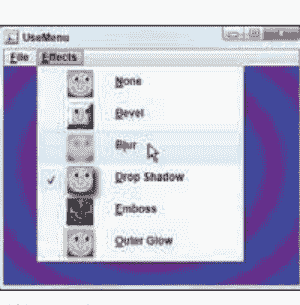 UseMenu
File Effects
None
Bevel
Blur
Drop Shadow
Emboss
Outer Glow